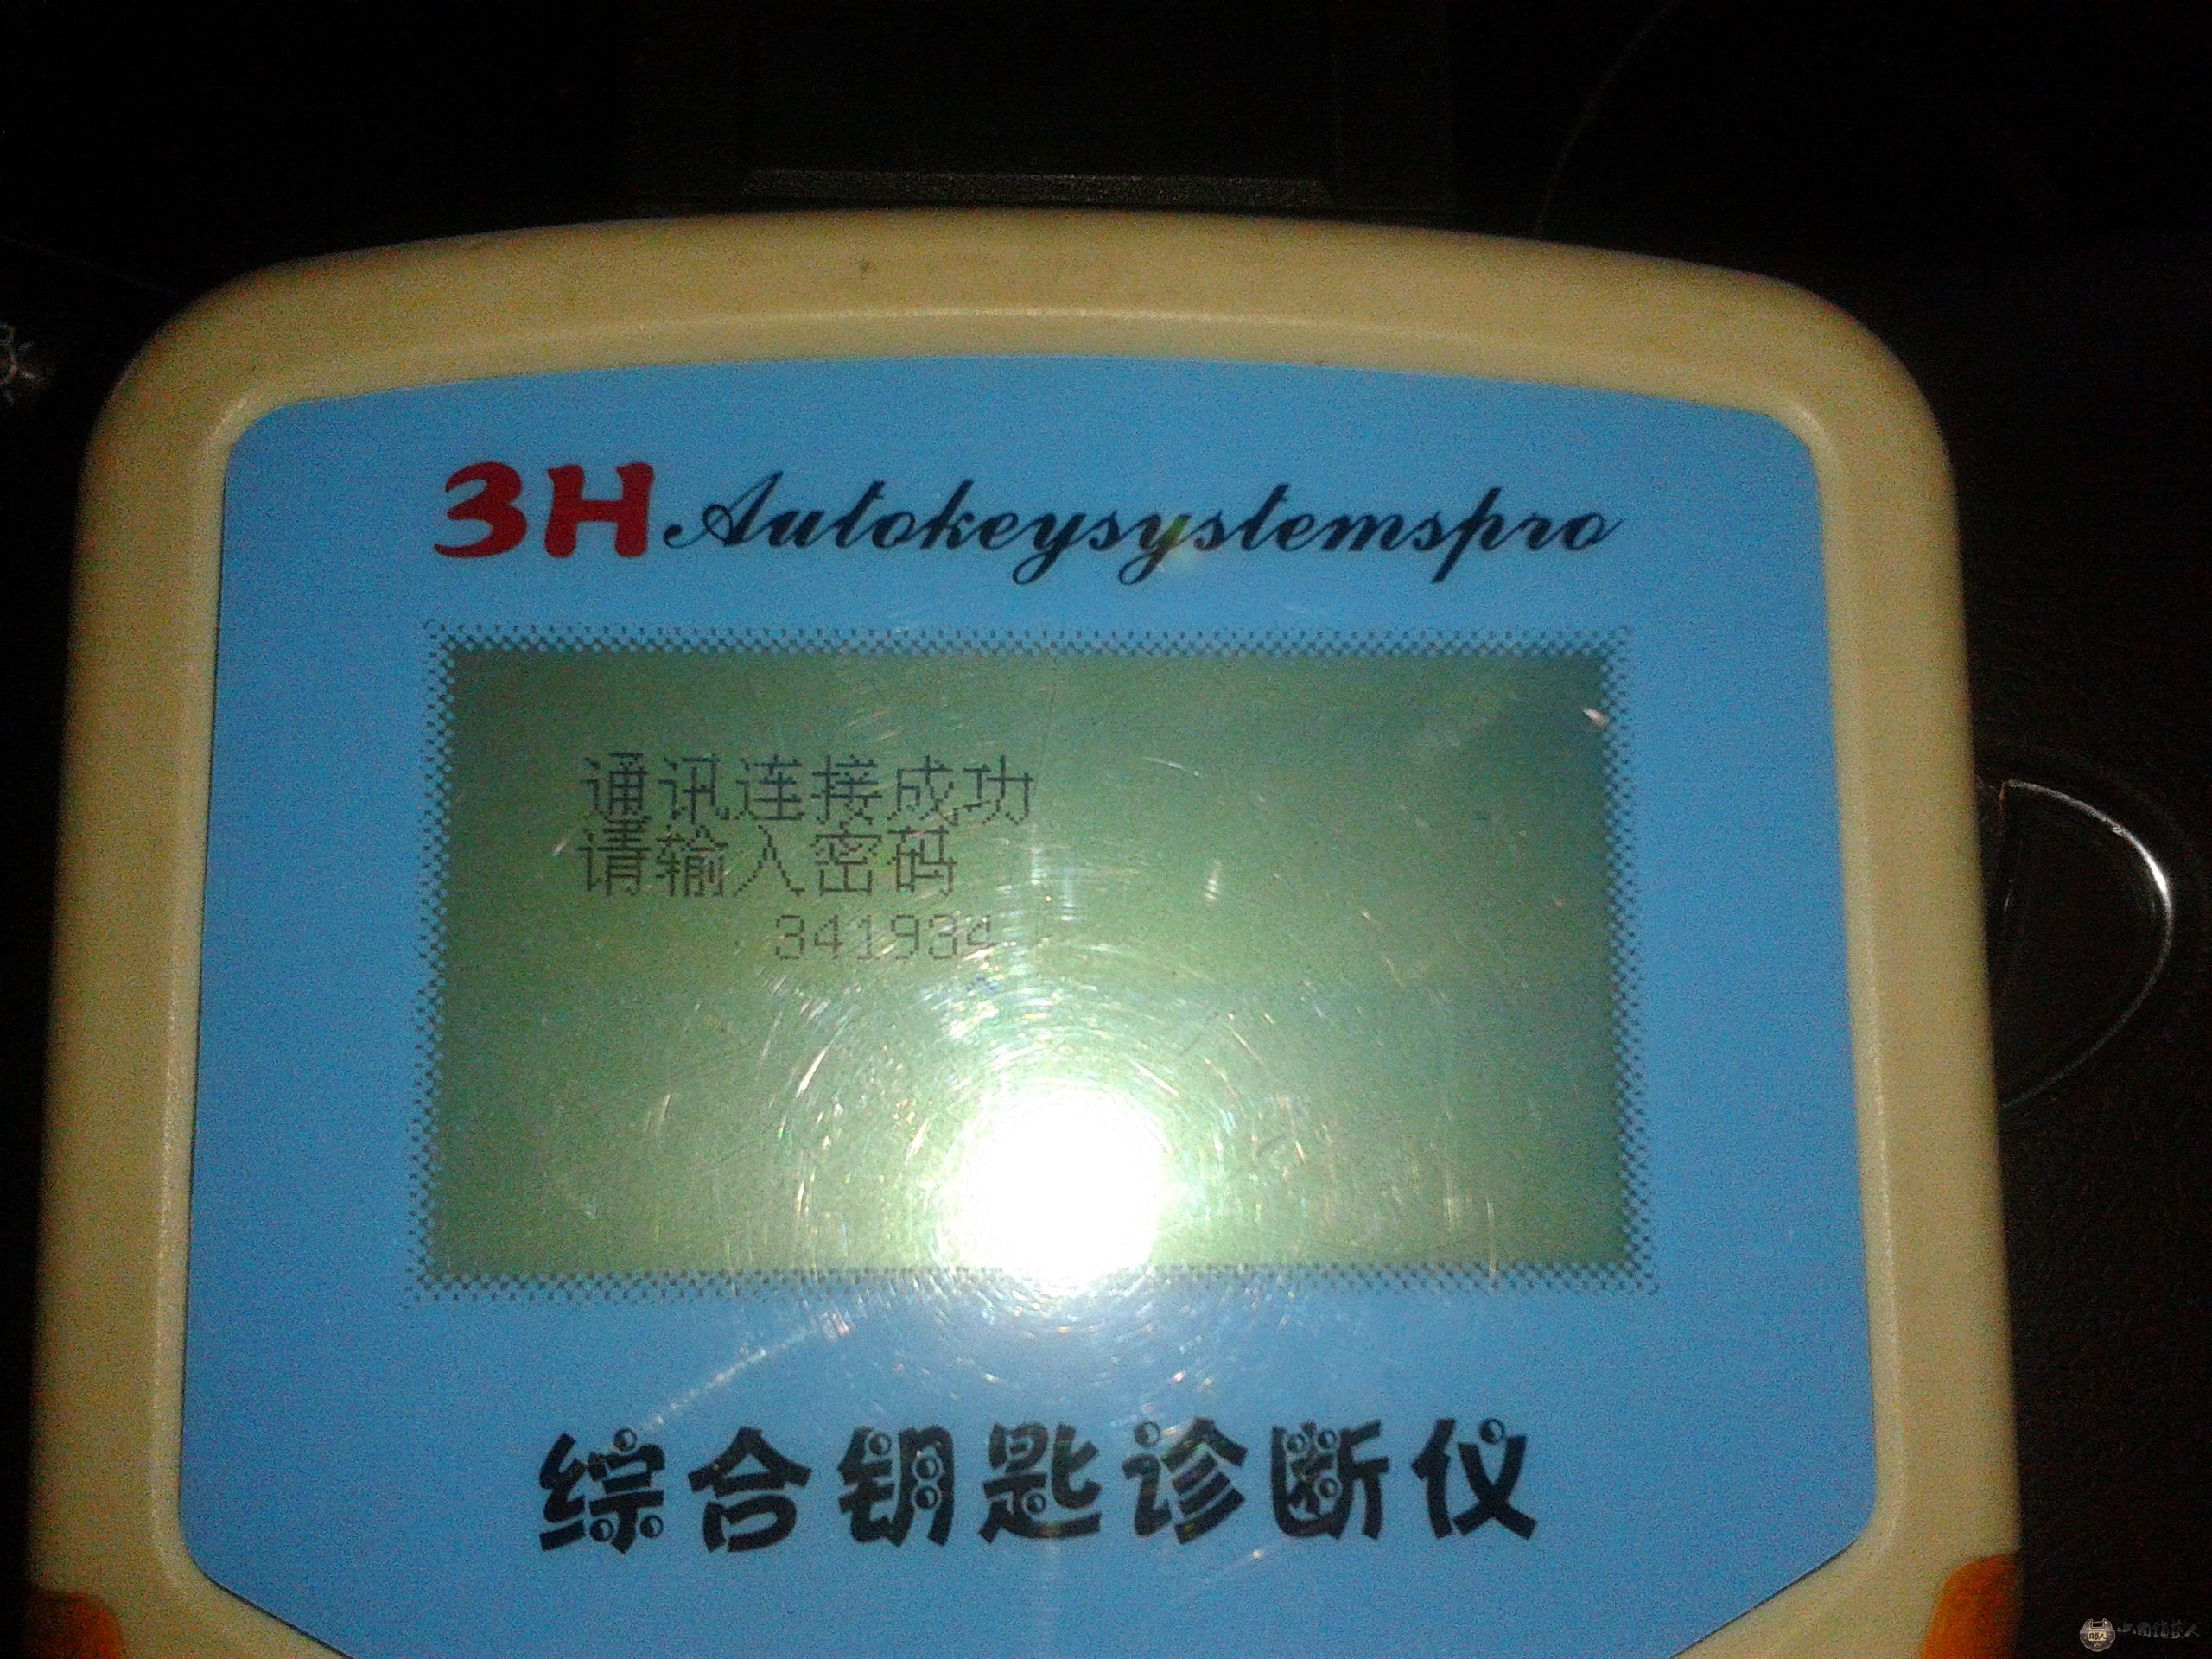 3H Autokeysystemspro
通讯连接成功
请输入密码
341934
综合钥匙诊断仪